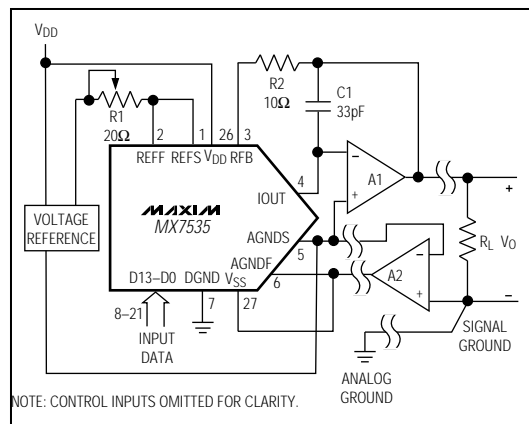 VDD
R2
10Ω
C1
33pF
R1
20Ω
2
1
26
3
REFF
REFS
VDD
RFB
4
IOUT
–
+
A1
+
VOLTAGE
REFERENCE
MAXIM
MX7535
AGNDS
5
RL
VO
AGNDF
6
–
+
A2
–
D13–D0
DGND
VSS
8–21
7
27
INPUT
DATA
SIGNAL
GROUND
ANALOG
GROUND
NOTE: CONTROL INPUTS OMITTED FOR CLARITY.